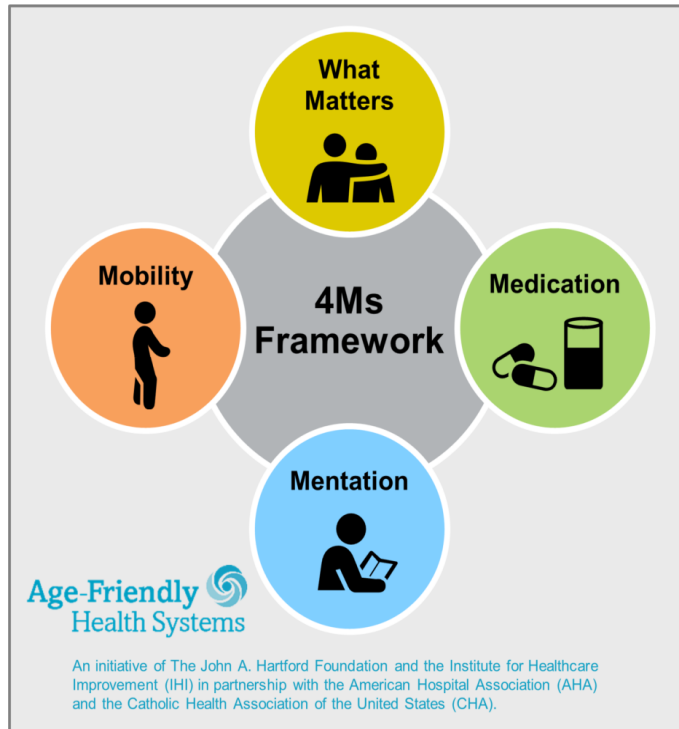 What
Matters
Mobility
4Ms
Framework
Medication
Mentation
Age-Friendly
Health Systems
An initiative of The John A. Hartford Foundation and the Institute for Healthcare
Improvement (IHI) in partnership with the American Hospital Association (AHA)
and the Catholic Health Association of the United States (CHA).